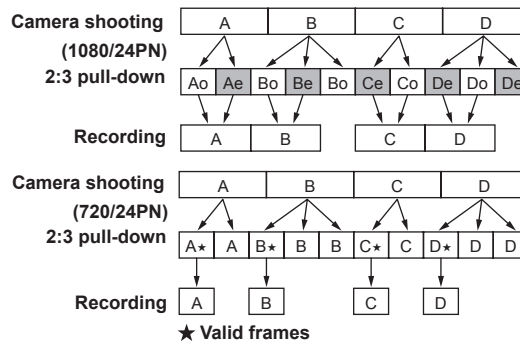 Camera shooting A B C D
(1080/24PN)
2:3 pull-down
Ao Ae Bo Be Bo Ce Co De Do De
Recording A B C D
Camera shooting A B C D
(720/24PN)
2:3 pull-down
A★ A B★ B B C★ C D★ D D
Recording A B C D
★ Valid frames